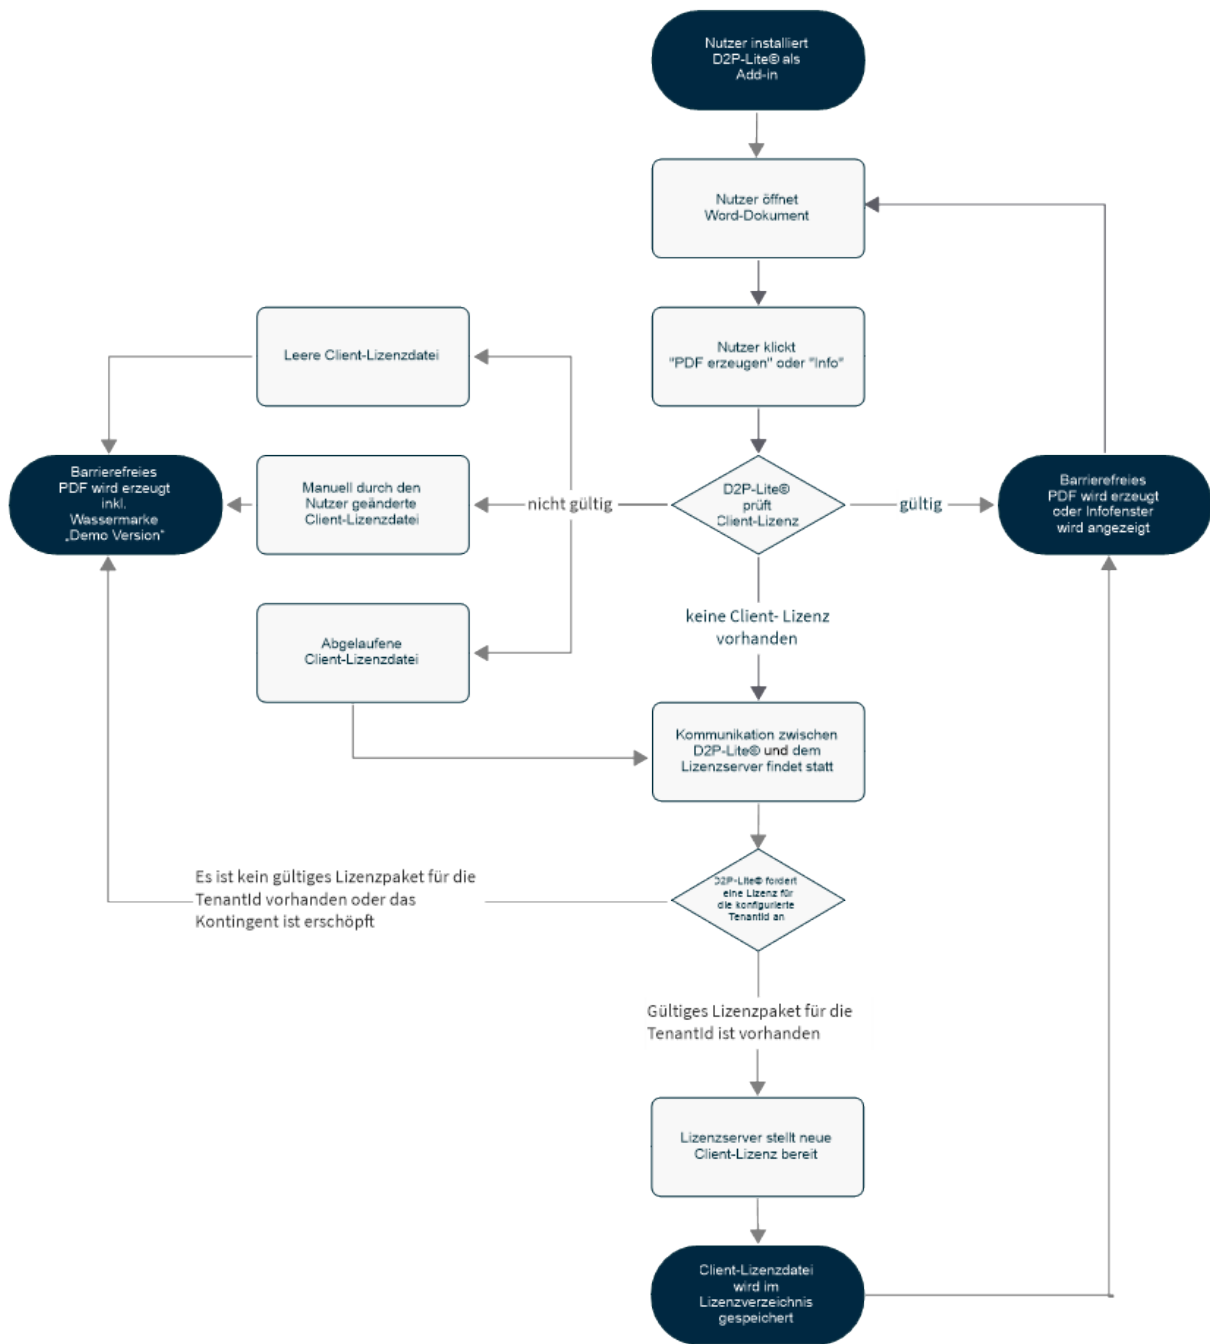 Nutzer installiert
D2P-Lite® als
Add-in
Nutzer öffnet
Word-Dokument
Leere Client-Lizenzdatei
Nutzer klickt
"PDF erzeugen" oder "Info"
Barrierefreies
PDF wird erzeugt
inkl.
Wassermarke
„Demo Version“
Manuell durch den
Nutzer geänderte
Client-Lizenzdatei
nicht gültig
D2P-Lite®
prüft
Client-Lizenz
gültig
Barrierefreies
PDF wird erzeugt
oder Infofenster
wird angezeigt
keine Client- Lizenz
vorhanden
Abgelaufene
Client-Lizenzdatei
Kommunikation zwischen
D2P-Lite® und dem
Lizenzserver findet statt
Es ist kein gültiges Lizenzpaket für die
TenantId vorhanden oder das
Kontingent ist erschöpft
D2P-Lite® fordert
eine Lizenz für
die konfigurierte
TenantId an
Gültiges Lizenzpaket für die
TenantId ist vorhanden
Lizenzserver stellt neue
Client-Lizenz bereit
Client-Lizenzdatei
wird im
Lizenzverzeichnis
gespeichert